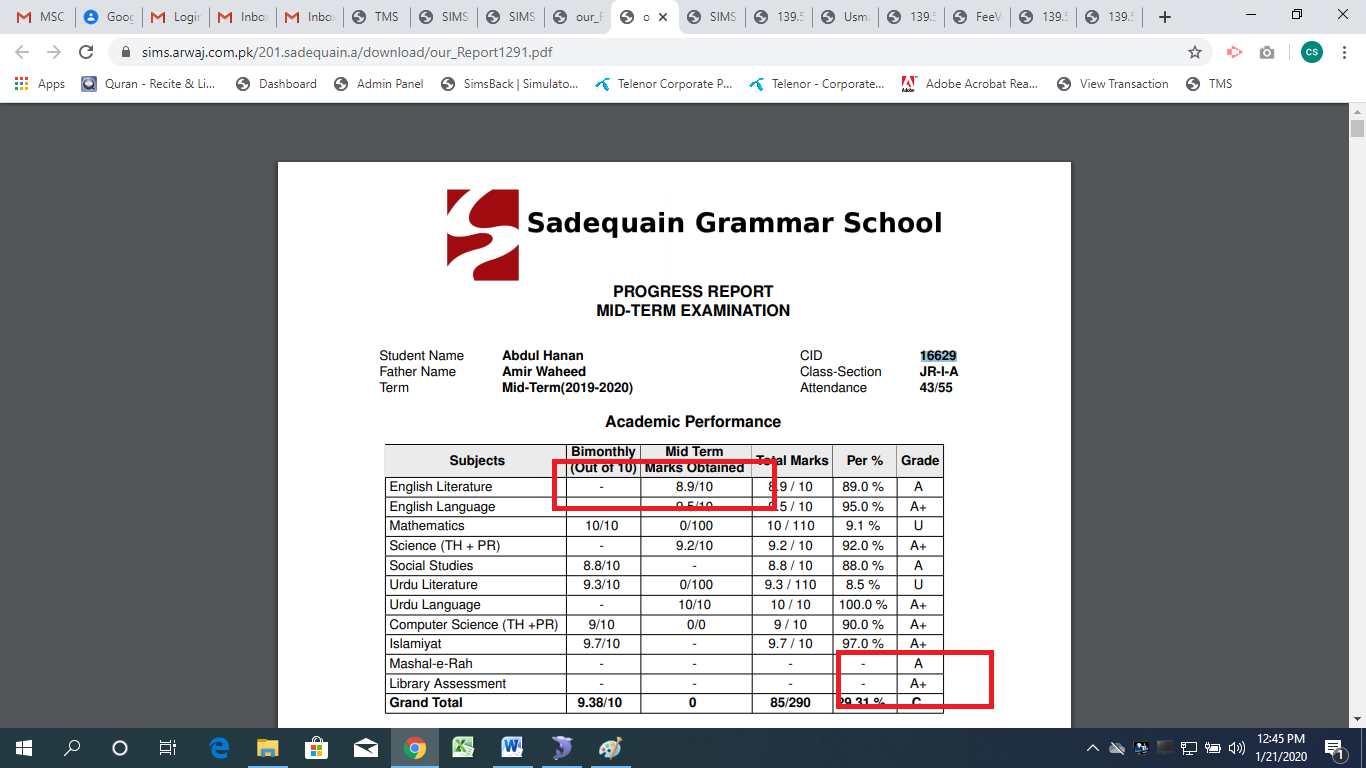 MSC Goog Login Inbox Inbox TMS SIMS SIMS our_R o SIMS 139.5 Usma 139.5 FeeV 139.5 139.5
sims.arwaj.com.pk/201.sadequain.a/download/our_Report1291.pdf CS
Apps Quran - Recite & Li... Dashboard Admin Panel SimsBack | Simulato... Telenor Corporate P... Telenor - Corporate... Adobe Acrobat Rea... View Transaction TMS
Sadequain Grammar School
PROGRESS REPORT
MID-TERM EXAMINATION
Student Name Abdul Hanan CID 16629
Father Name Amir Waheed Class-Section JR-I-A
Term Mid-Term(2019-2020) Attendance 43/55
Academic Performance
Subjects Bimonthly (Out of 10) Mid Term Marks Obtained Total Marks Per % Grade
English Literature - 8.9/10 8.9 / 10 89.0 % A
English Language 9.5/10 9.5 / 10 95.0 % A+
Mathematics 10/10 0/100 10 / 110 9.1 % U
Science (TH + PR) - 9.2/10 9.2 / 10 92.0 % A+
Social Studies 8.8/10 - 8.8 / 10 88.0 % A
Urdu Literature 9.3/10 0/100 9.3 / 110 8.5 % U
Urdu Language - 10/10 10 / 10 100.0 % A+
Computer Science (TH +PR) 9/10 0/0 9 / 10 90.0 % A+
Islamiyat 9.7/10 - 9.7 / 10 97.0 % A+
Mashal-e-Rah - - - - A
Library Assessment - - - - A+
Grand Total 9.38/10 0 85/290 29.31 % C
12:45 PM
1/21/2020 1